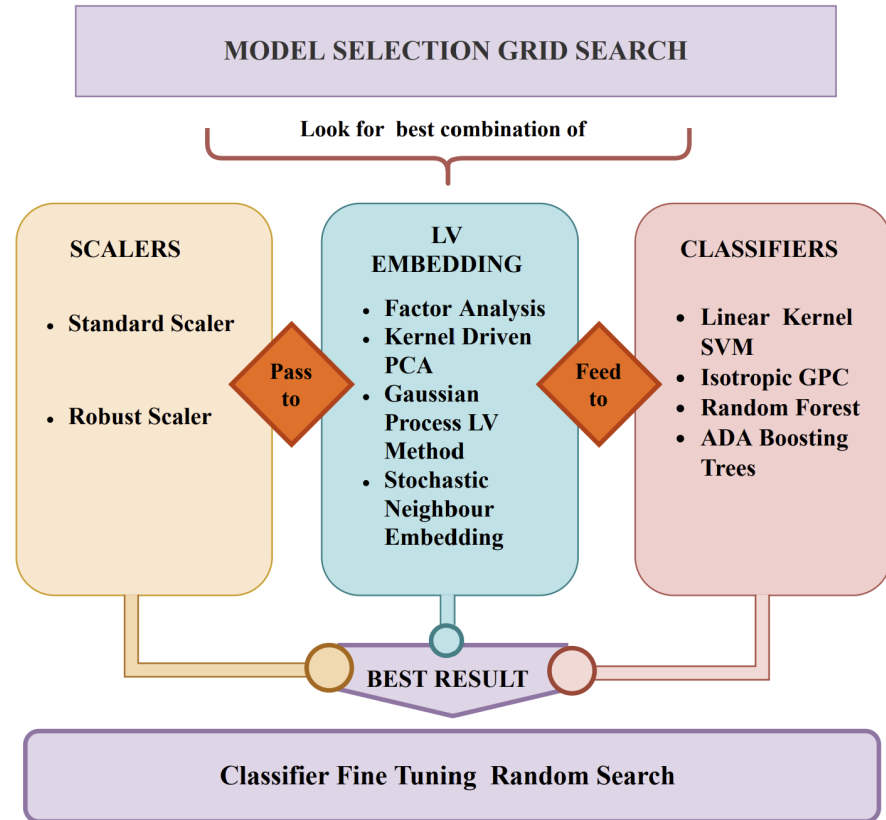 MODEL SELECTION GRID SEARCH
Look for best combination of
SCALERS
• Standard Scaler
• Robust Scaler
Pass
to
LV
EMBEDDING
• Factor Analysis
• Kernel Driven
PCA
• Gaussian
Process LV
Method
• Stochastic
Neighbour
Embedding
Feed
to
CLASSIFIERS
• Linear Kernel
SVM
• Isotropic GPC
• Random Forest
• ADA Boosting
Trees
BEST RESULT
Classifier Fine Tuning Random Search